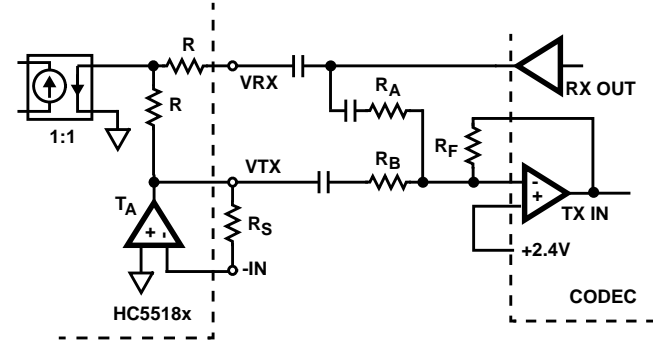 R
VRX
RX OUT
R
RA
1:1
VTX
RB
RF
TA
+ -
RS
-
+
TX IN
-IN
+2.4V
HC5518x
CODEC